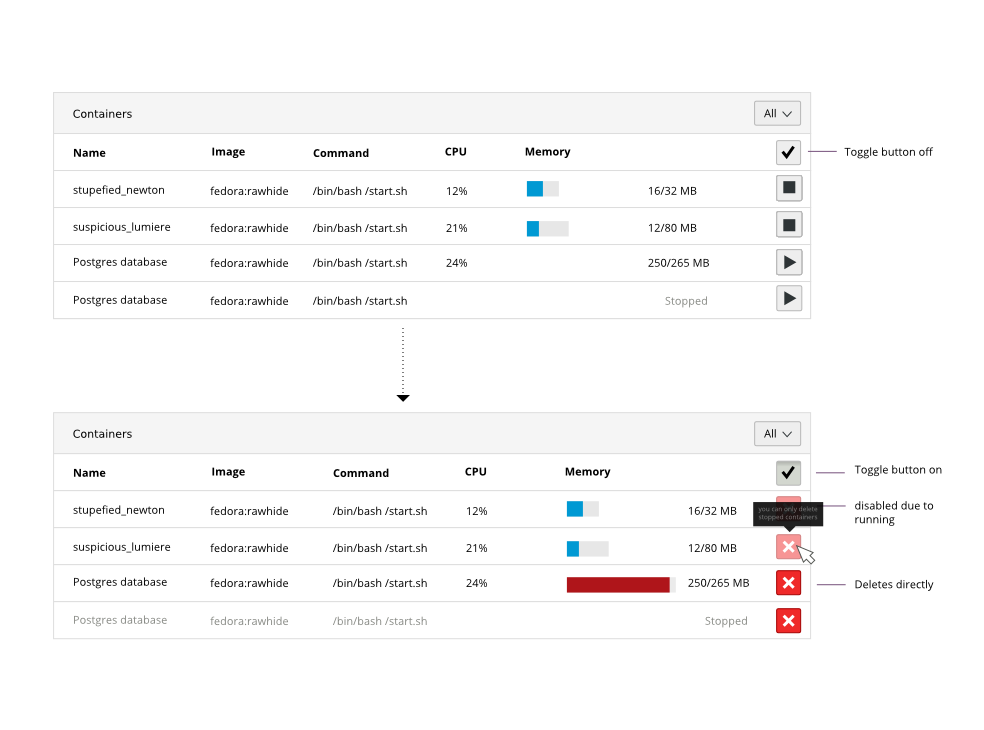 Containers All
Name Image Command CPU Memory Toggle button off
stupefied_newton fedora:rawhide /bin/bash /start.sh 12% 16/32 MB
suspicious_lumiere fedora:rawhide /bin/bash /start.sh 21% 12/80 MB
Postgres database fedora:rawhide /bin/bash /start.sh 24% 250/265 MB
Postgres database fedora:rawhide /bin/bash /start.sh Stopped
Containers All
Name Image Command CPU Memory Toggle button on
stupefied_newton fedora:rawhide /bin/bash /start.sh 12% 16/32 MB
you can only delete
stopped containers
disabled due to
running
suspicious_lumiere fedora:rawhide /bin/bash /start.sh 21% 12/80 MB
Postgres database fedora:rawhide /bin/bash /start.sh 24% 250/265 MB Deletes directly
Postgres database fedora:rawhide /bin/bash /start.sh Stopped